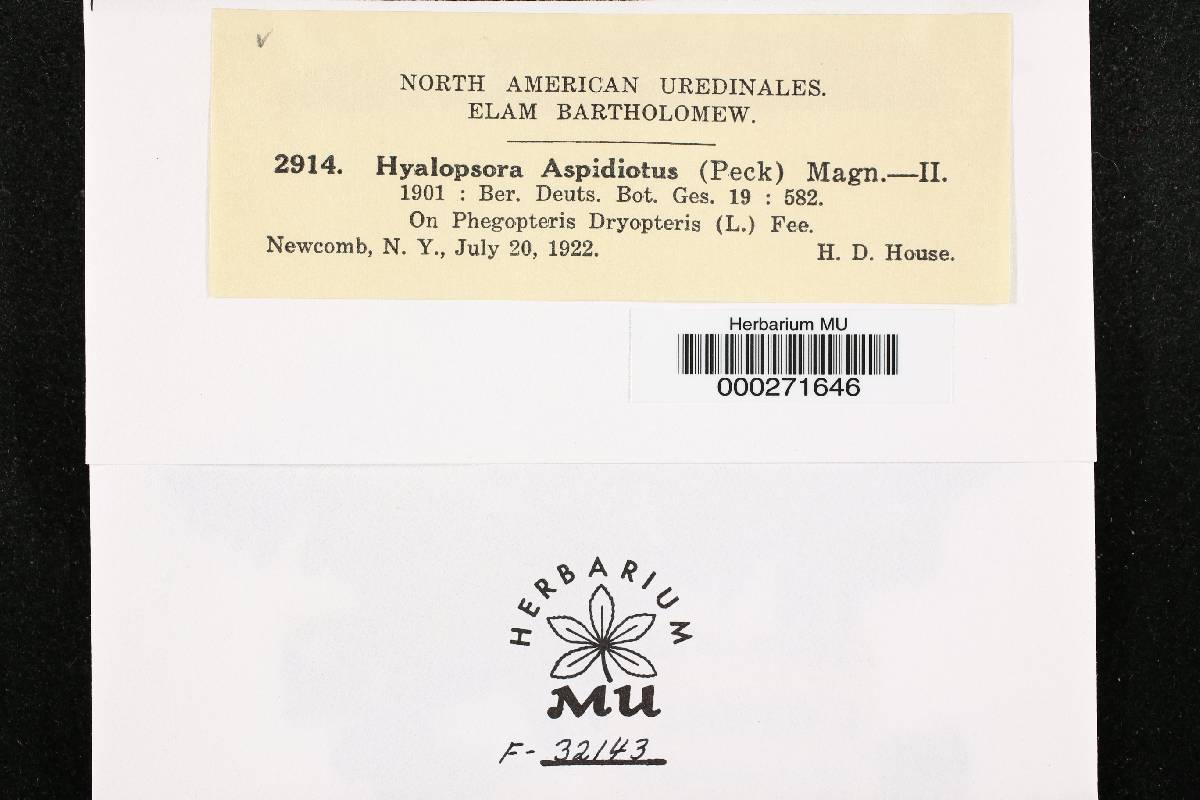 NORTH AMERICAN UREDINALES.
ELAM BARTHOLOMEW.
2914. Hyalopsora Aspidiotus (Peck) Magn.—II.
1901 : Ber. Deuts. Bot. Ges. 19 : 582.
On Phegopteris Dryopteris (L.) Fee.
Newcomb, N. Y., July 20, 1922. H. D. House.
Herbarium MU
000271646
HERBARIUM
MU
F- 32143